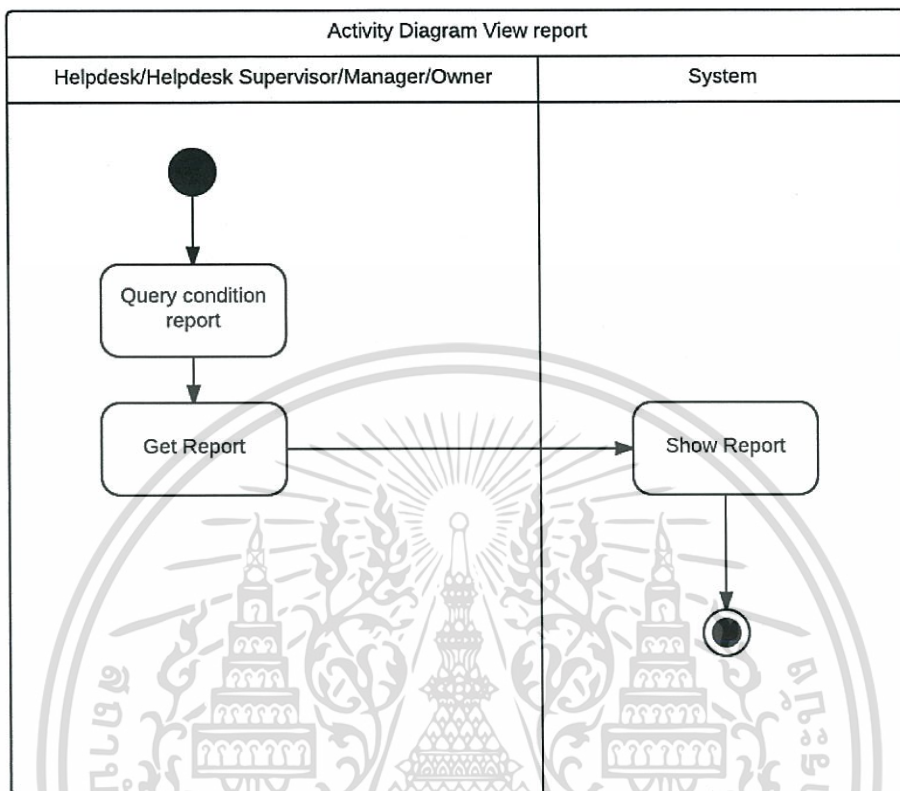 Activity Diagram View report
Helpdesk/Helpdesk Supervisor/Manager/Owner
System
Query condition
report
Get Report
Show Report